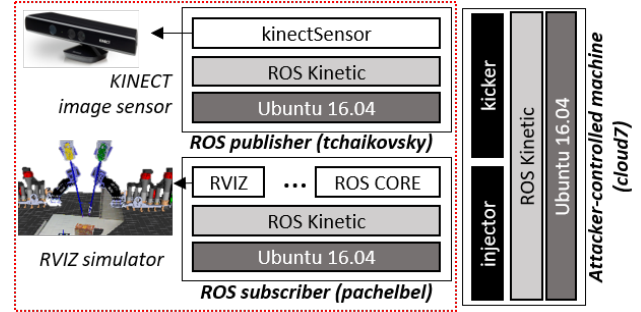 kinectSensor
KINECT
image sensor
ROS Kinetic
Ubuntu 16.04
ROS publisher (tchaikovsky)
RVIZ
...
ROS CORE
ROS Kinetic
Ubuntu 16.04
RVIZ simulator
ROS subscriber (pachelbel)
kicker
injector
ROS Kinetic
Ubuntu 16.04
Attacker-controlled machine
(cloud7)